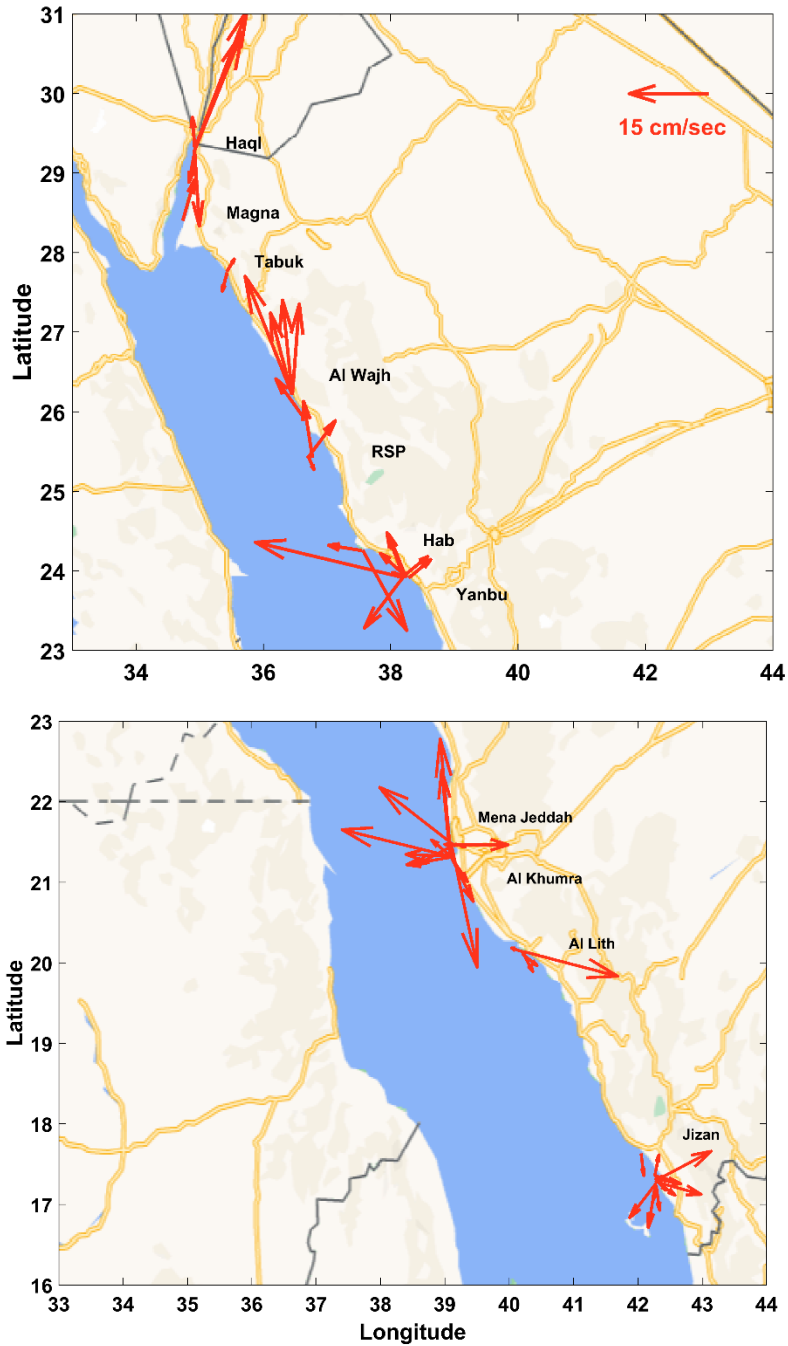 31
30
29
28
27
26
25
24
23
Latitude
15 cm/sec
Haql
Magna
Tabuk
Al Wajh
RSP
Hab
Yanbu
34
36
38
40
42
44
23
22
21
20
19
18
17
16
Latitude
Mena Jeddah
Al Khumra
Al Lith
Jizan
33
34
35
36
37
38
39
40
41
42
43
44
Longitude